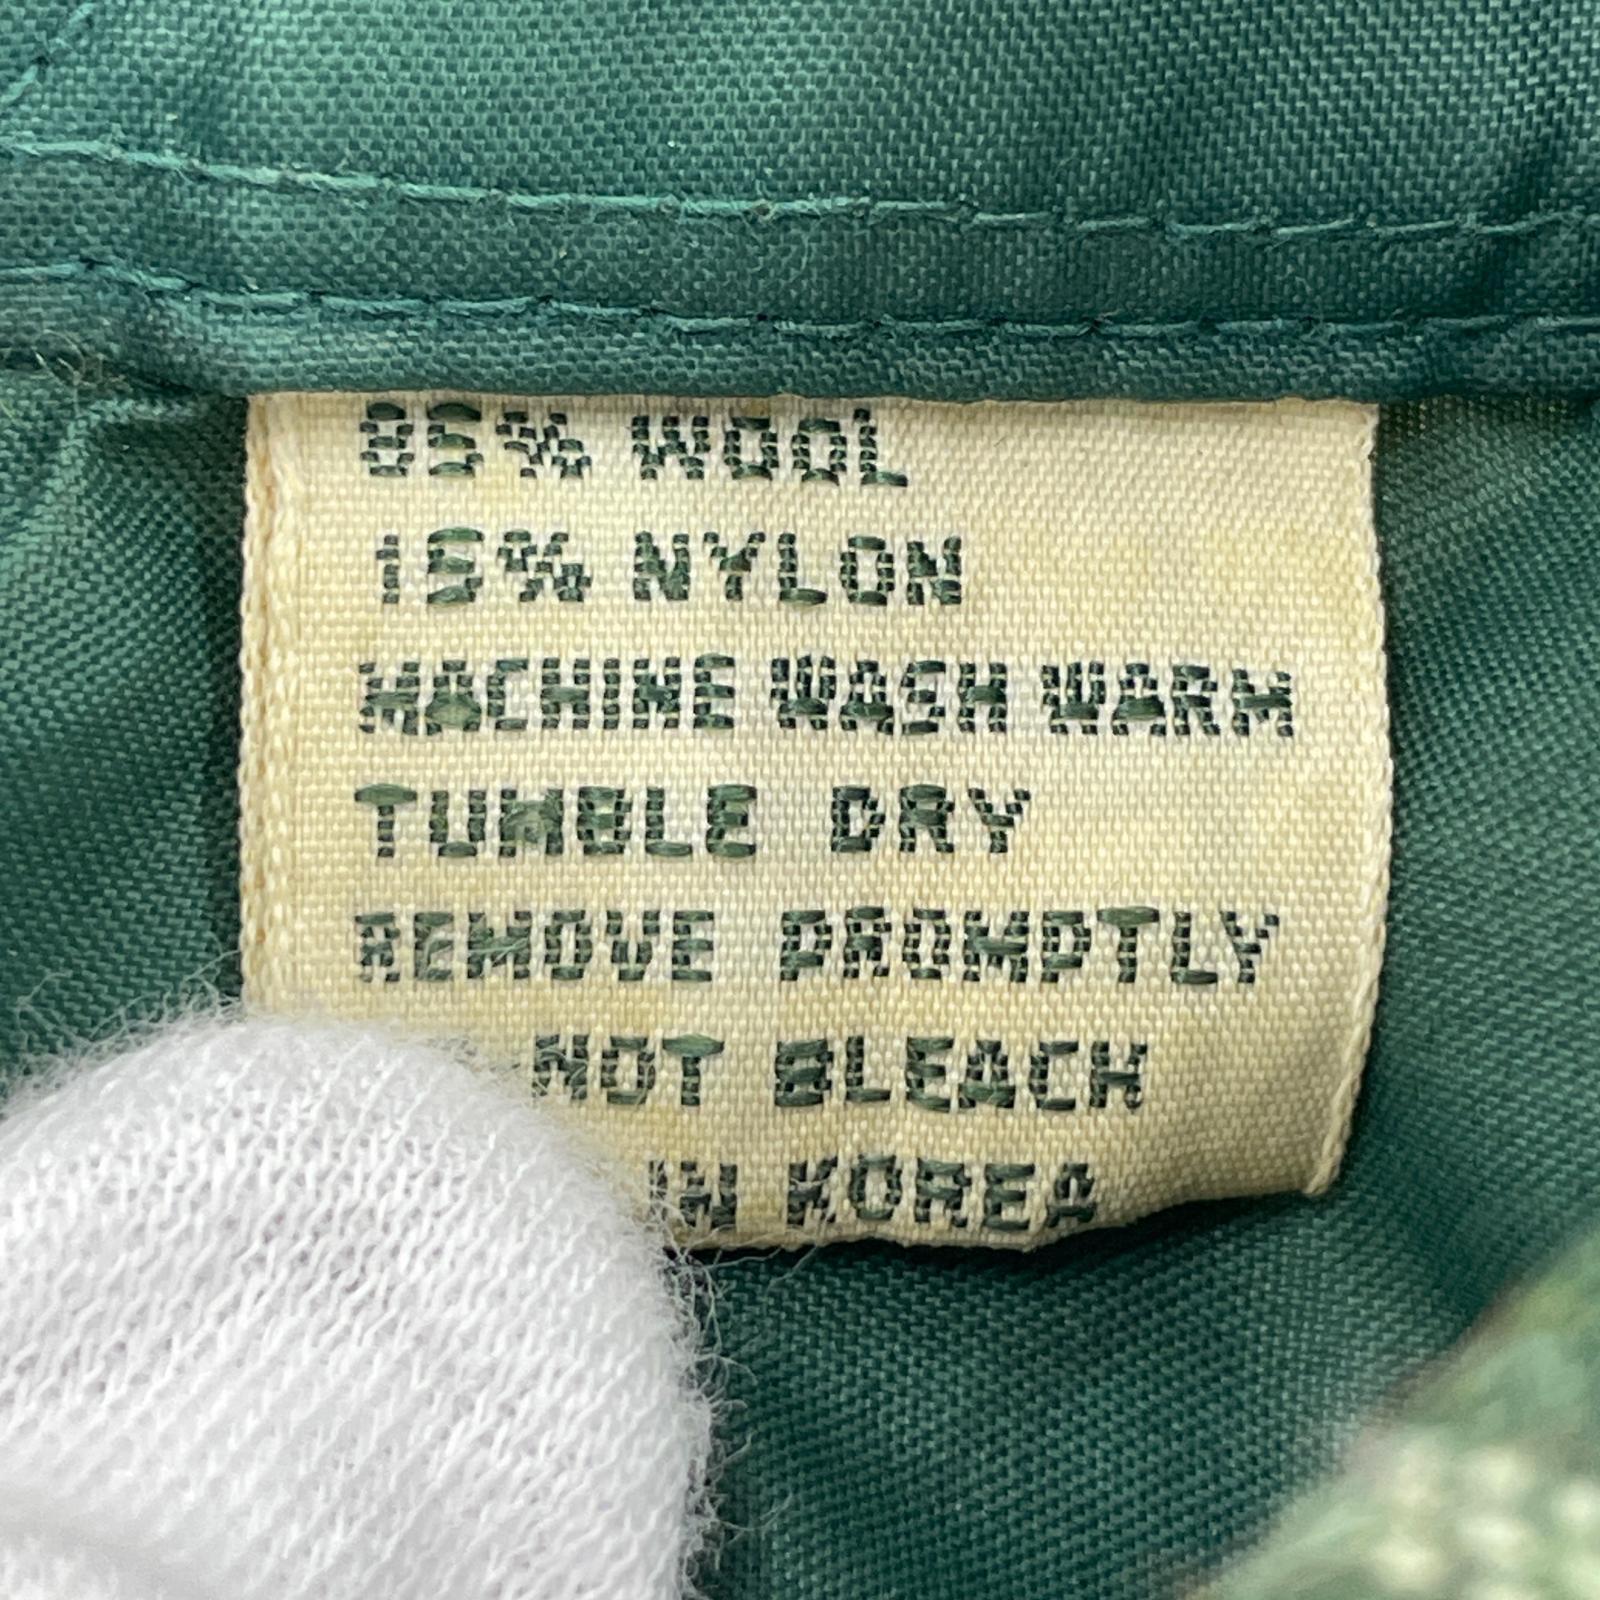 85% WOOL
15% NYLON
MACHINE WASH WARM
TUMBLE DRY
REMOVE PROMPTLY
NOT BLEACH
IN KOREA